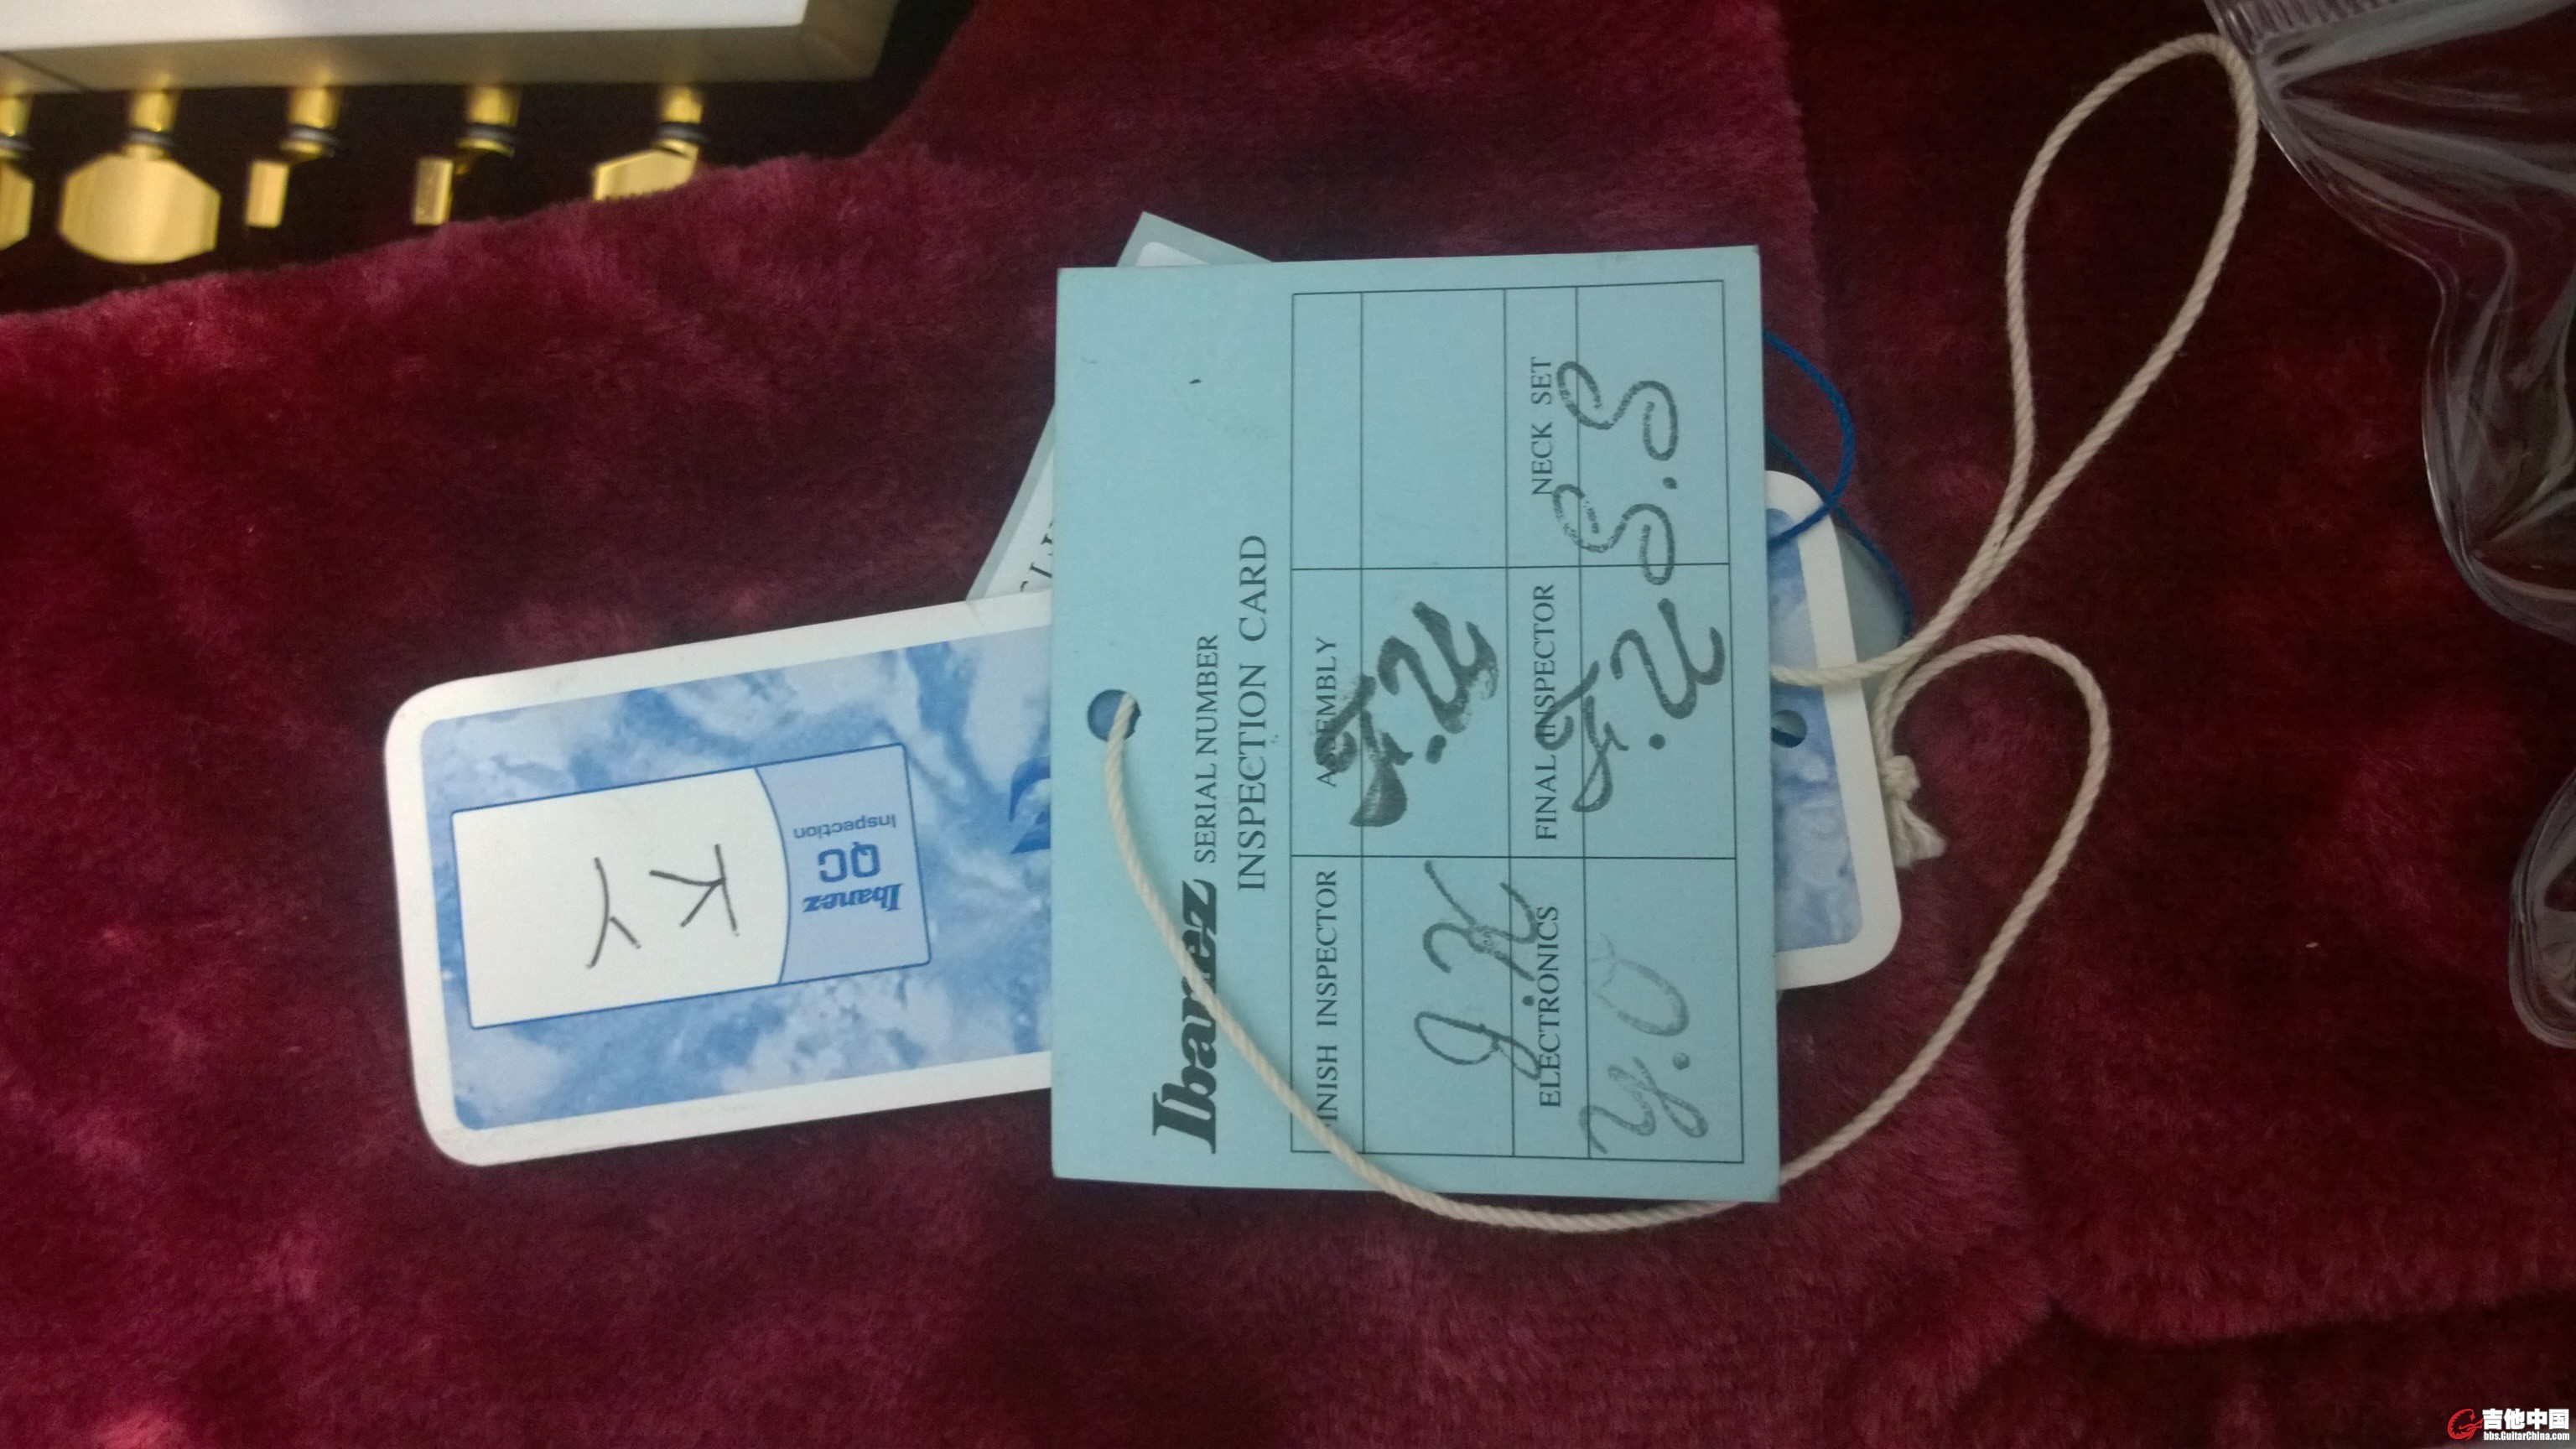 Ibanez SERIAL NUMBER
INSPECTION CARD
FINISH INSPECTOR
ASSEMBLY
J.K
ELECTRONICS
FINAL INSPECTOR
NECK SET
Y.O
S.S
Ibanez
QC
Inspection
KY
吉他中国
bbs.GuitarChina.com